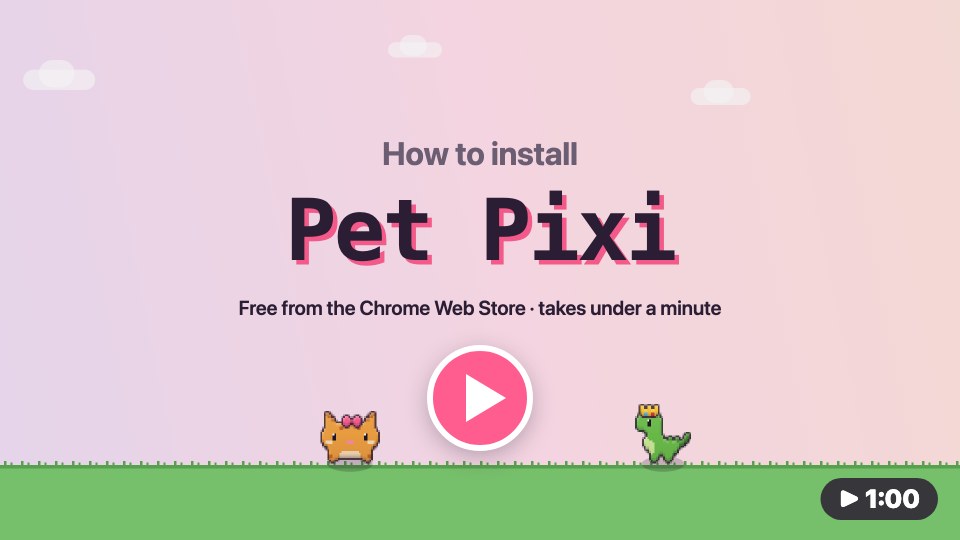 How to install
Pet Pixi
Free from the Chrome Web Store · takes under a minute
1:00